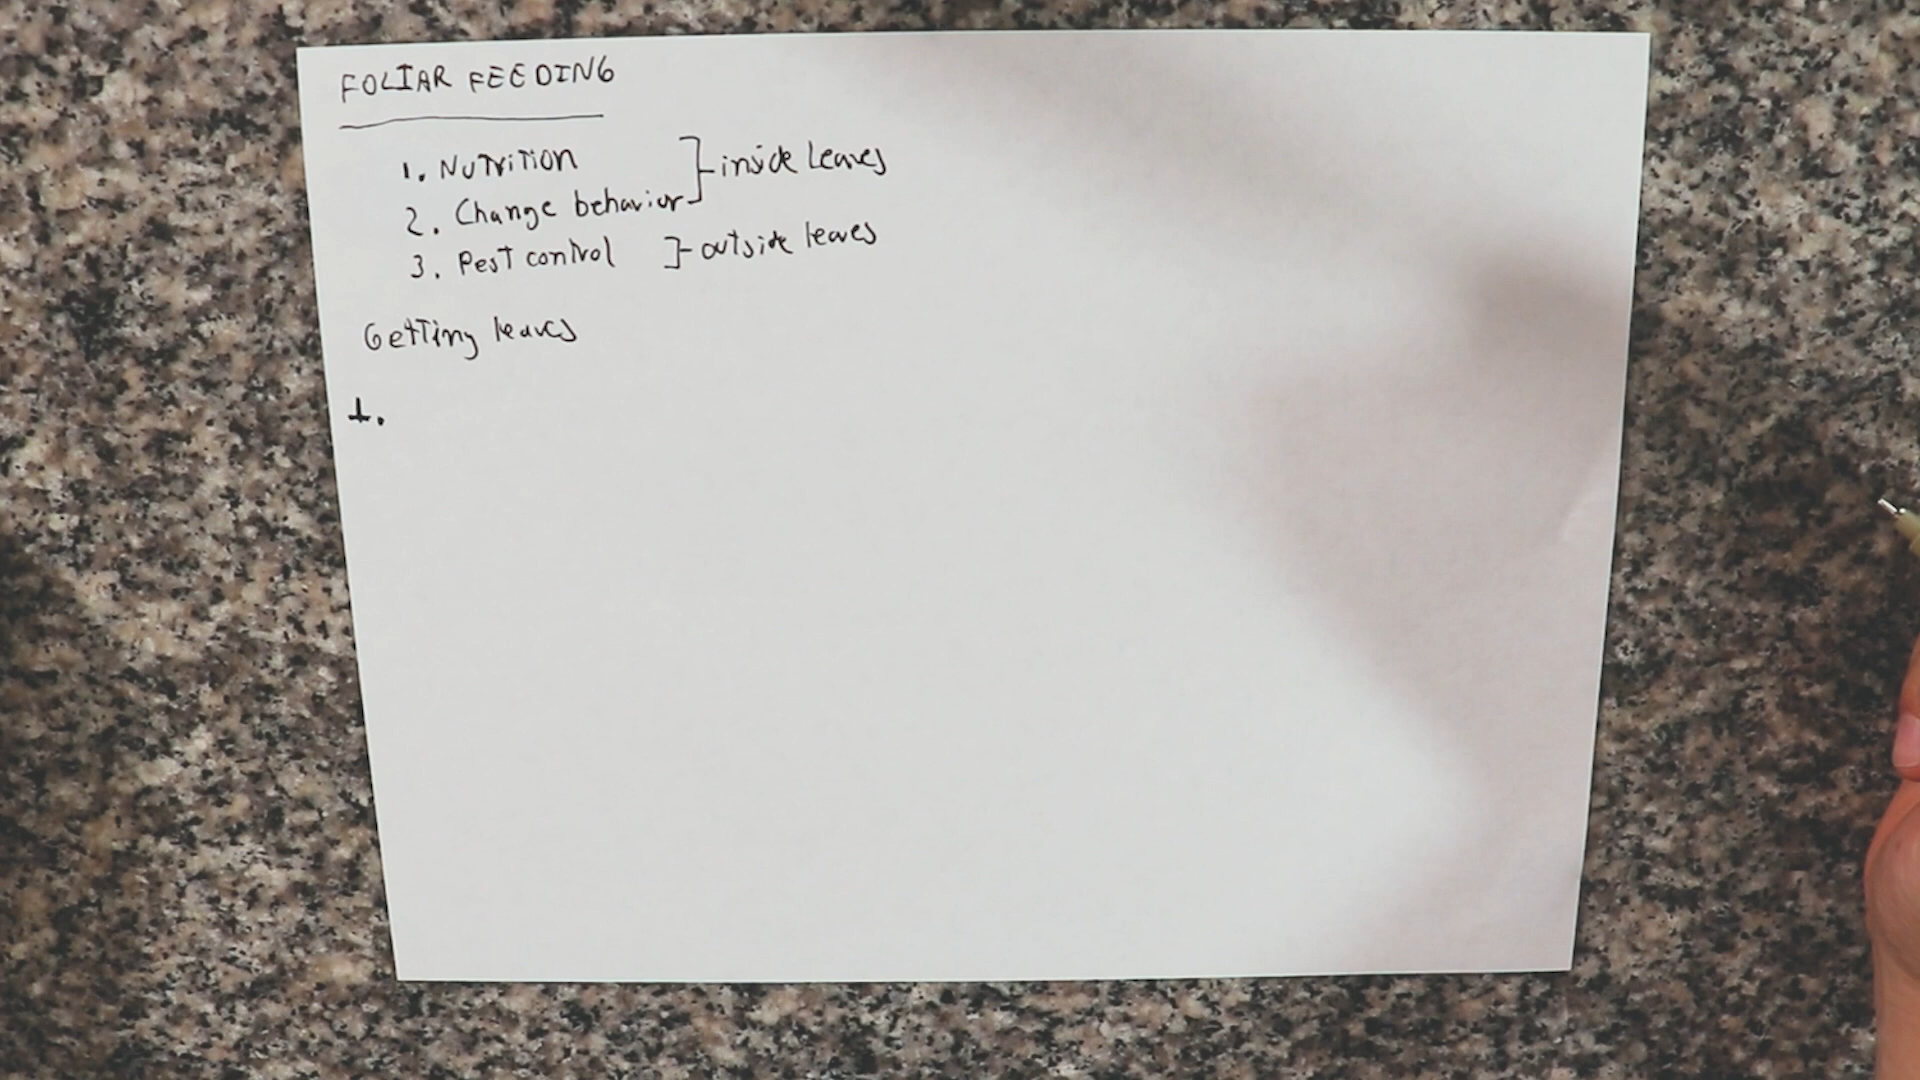 FOLIAR FEEDING
1. Nutrition
2. Change behavior
inside leaves
3. Pest control
outside leaves
Getting leaves
1.